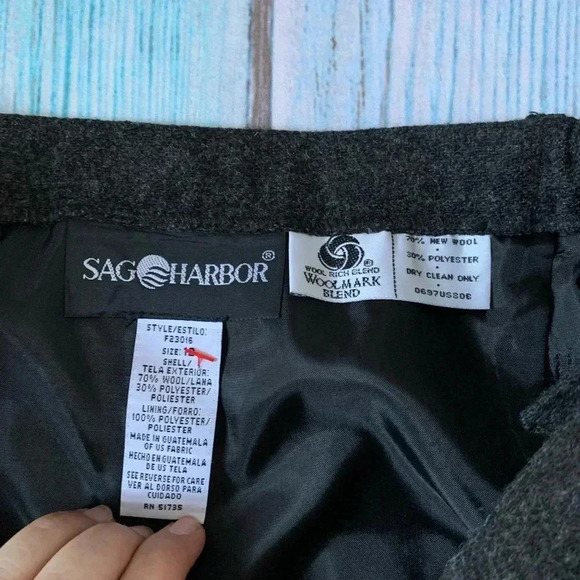 SAG HARBOR®
WOOL RICH BLEND
WOOLMARK
BLEND
70% NEW WOOL
•
30% POLYESTER
•
DRY CLEAN ONLY
•
0697US80E
STYLE/ESTILO:
F23016
SIZE:
SHELL/
TELA EXTERIOR:
70% WOOL/LANA
30% POLYESTER/
POLIESTER
LINING/FORRO:
100% POLYESTER/
POLIESTER
MADE IN GUATEMALA
OF US FABRIC
HECHO EN GUATEMALA
DE US TELA
SEE REVERSE FOR CARE
VER AL DORSO PARA
CUIDADO
RN 51735